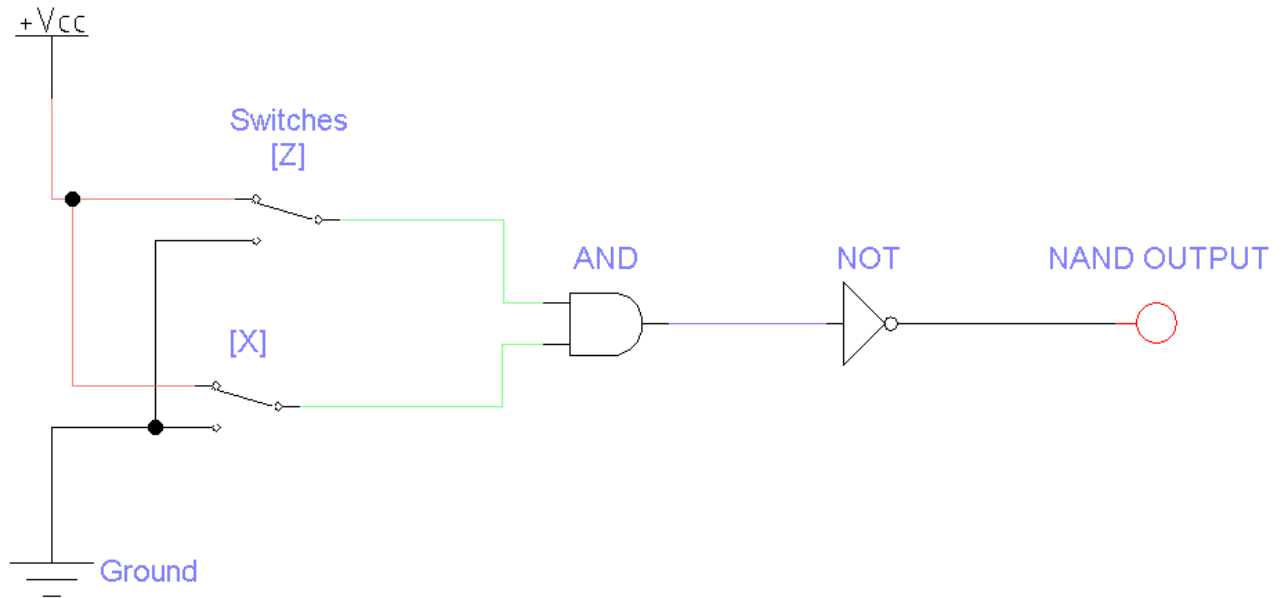 +Vcc
Switches
[Z]
AND
NOT
NAND OUTPUT
[X]
Ground